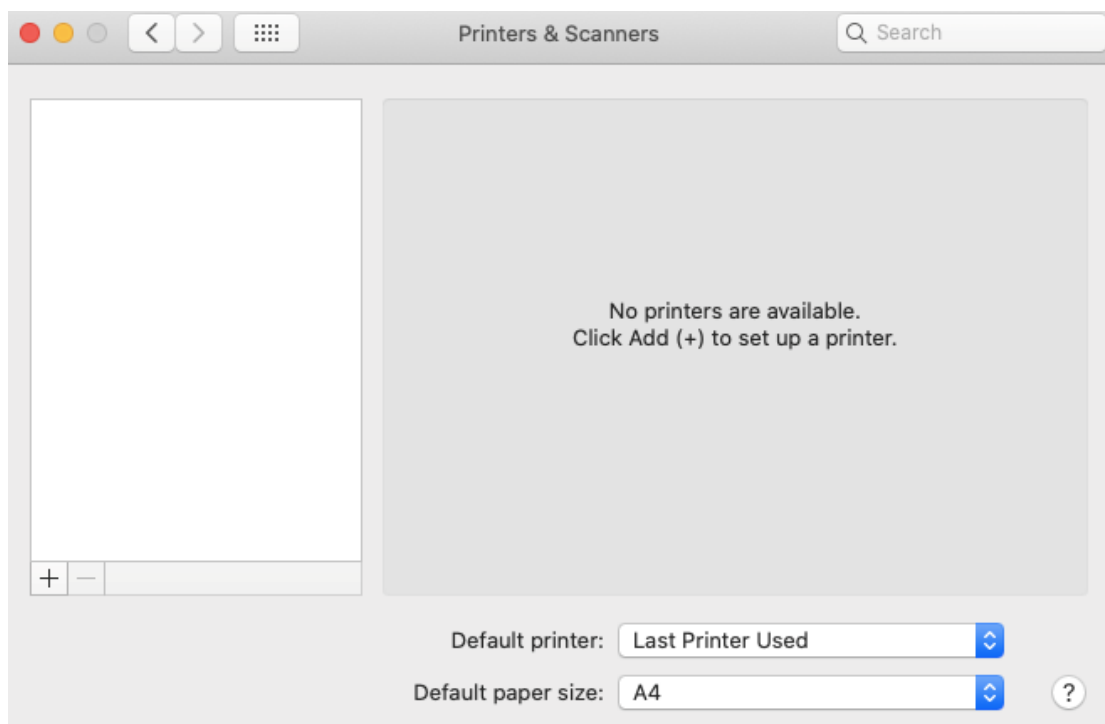 Printers & Scanners
Search
No printers are available.
Click Add (+) to set up a printer.
Default printer: Last Printer Used
Default paper size: A4
?